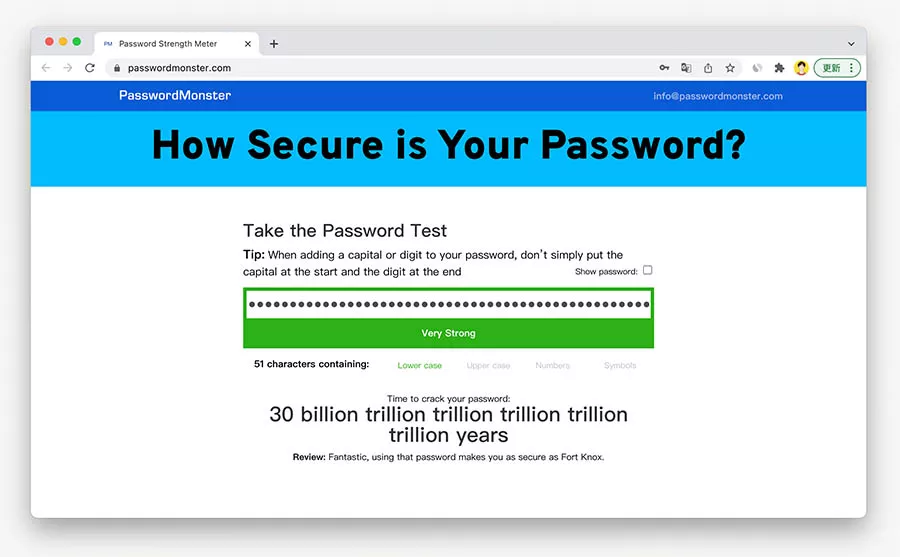 PM Password Strength Meter
passwordmonster.com
更新
PasswordMonster
info@passwordmonster.com
How Secure is Your Password?
Take the Password Test
Tip: When adding a capital or digit to your password, don't simply put the
capital at the start and the digit at the end
Show password:
Very Strong
51 characters containing: Lower case Upper case Numbers Symbols
Time to crack your password:
30 billion trillion trillion trillion trillion
trillion years
Review: Fantastic, using that password makes you as secure as Fort Knox.